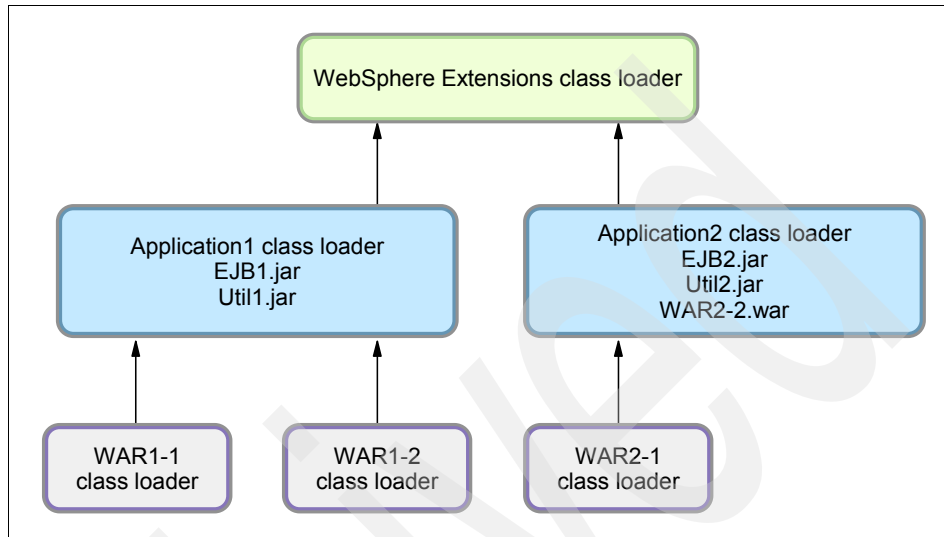 WebSphere Extensions class loader
Application1 class loader
EJB1.jar
Util1.jar
Application2 class loader
EJB2.jar
Util2.jar
WAR2-2.war
WAR1-1
class loader
WAR1-2
class loader
WAR2-1
class loader